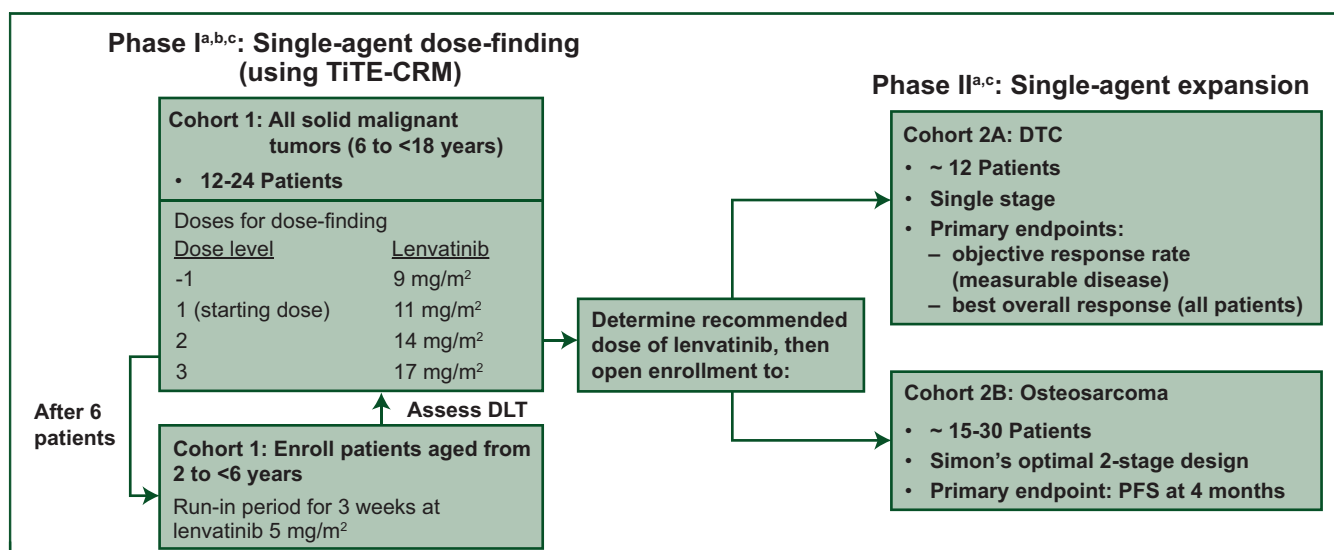 Phase Iᵃ,ᵇ,ᶜ: Single-agent dose-finding
(using TiTE-CRM)
Cohort 1: All solid malignant
tumors (6 to <18 years)
• 12-24 Patients
Doses for dose-finding
Dose level Lenvatinib
-1 9 mg/m²
1 (starting dose) 11 mg/m²
2 14 mg/m²
3 17 mg/m²
After 6
patients
Assess DLT
Cohort 1: Enroll patients aged from
2 to <6 years
Run-in period for 3 weeks at
lenvatinib 5 mg/m²
Determine recommended
dose of lenvatinib, then
open enrollment to:
Phase IIᵃ,ᶜ: Single-agent expansion
Cohort 2A: DTC
• ~ 12 Patients
• Single stage
• Primary endpoints:
– objective response rate
(measurable disease)
– best overall response (all patients)
Cohort 2B: Osteosarcoma
• ~ 15-30 Patients
• Simon’s optimal 2-stage design
• Primary endpoint: PFS at 4 months